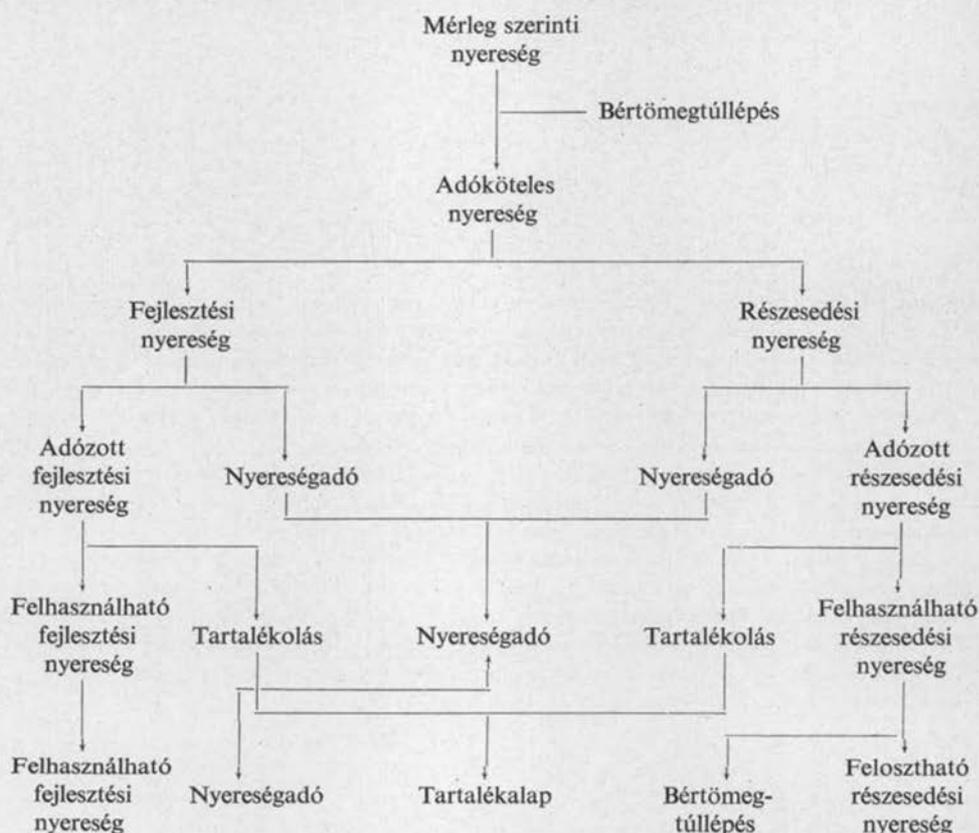 Mérleg szerinti
nyereség
Bértömegtúllépés
Adóköteles
nyereség
Fejlesztési
nyereség
Részesedési
nyereség
Adózott
fejlesztési
nyereség
Nyereségadó
Nyereségadó
Adózott
részesedési
nyereség
Felhasználható
fejlesztési
nyereség
Tartalékolás
Nyereségadó
Tartalékolás
Felhasználható
részesedési
nyereség
Felhasználható
fejlesztési
nyereség
Nyereségadó
Tartalékalap
Bértömeg-
túllépés
Felosztható
részesedési
nyereség